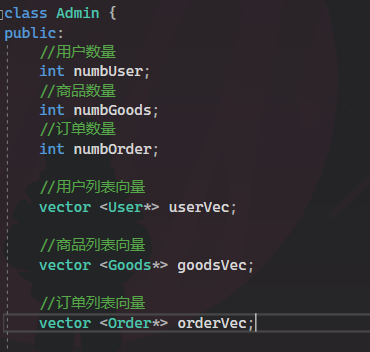 class Admin {
public:
//用户数量
int numbUser;
//商品数量
int numbGoods;
//订单数量
int numbOrder;
//用户列表向量
vector <User*> userVec;
//商品列表向量
vector <Goods*> goodsVec;
//订单列表向量
vector <Order*> orderVec;